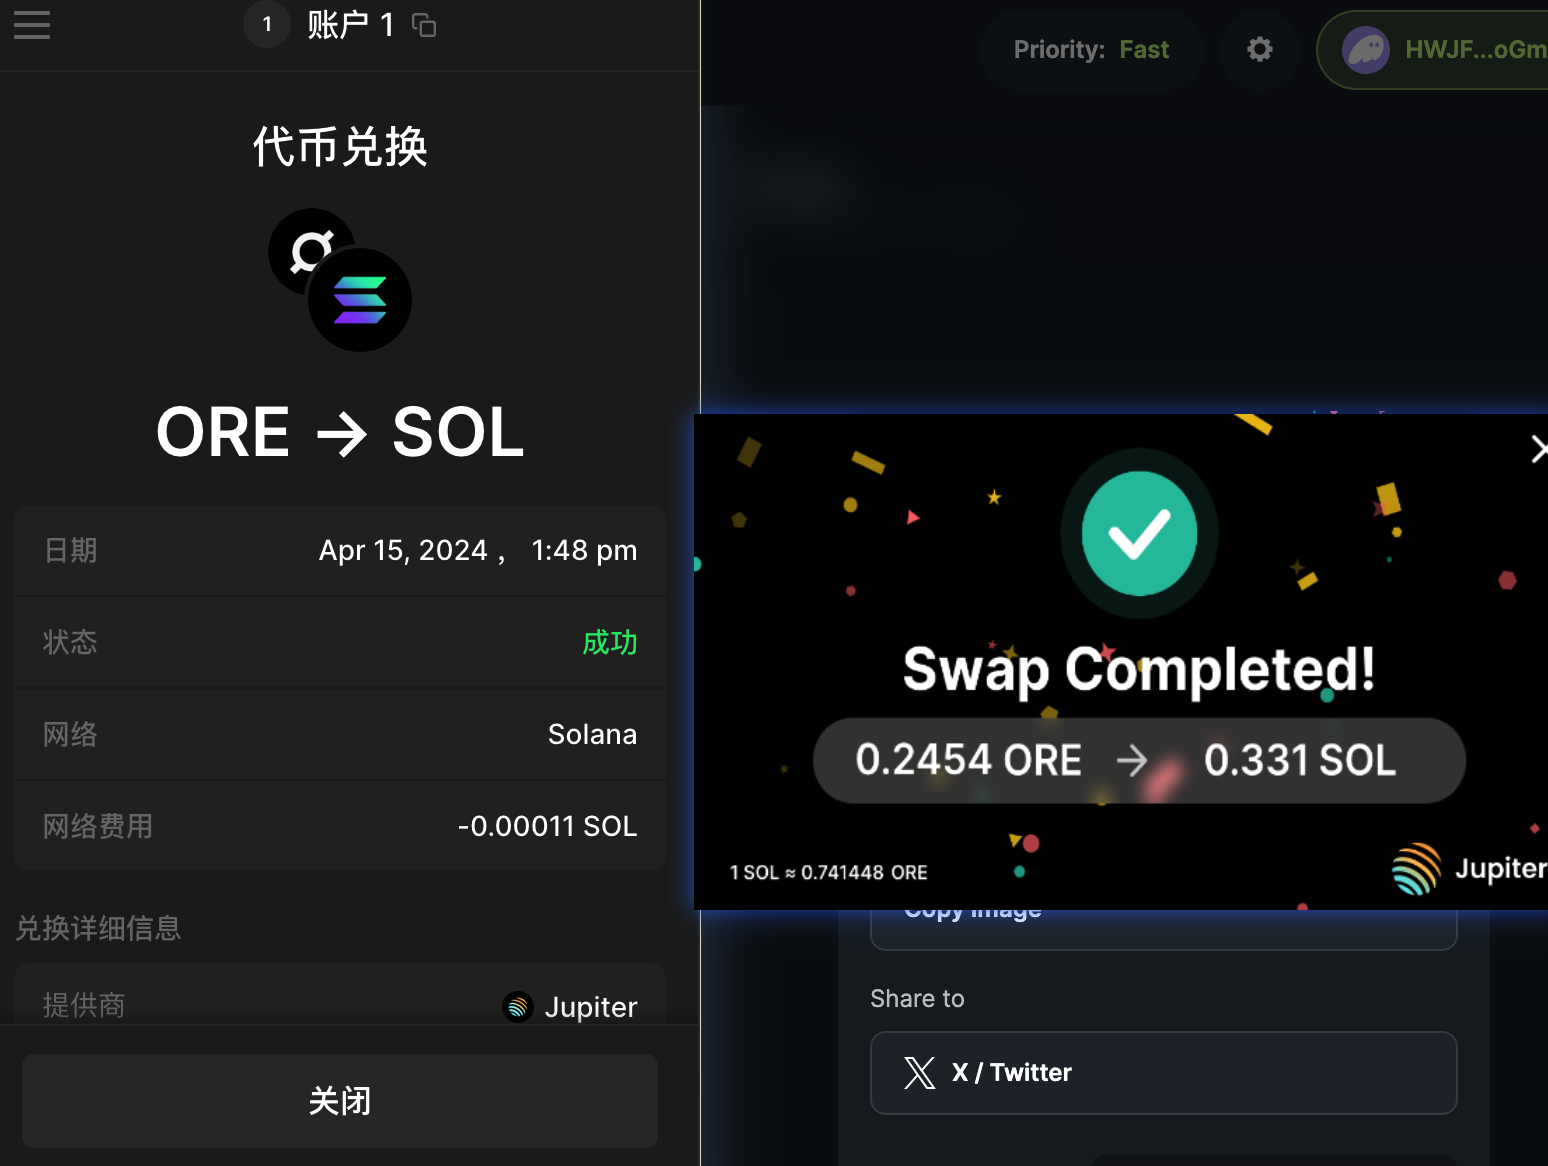 1 账户 1
代币兑换
ORE → SOL
日期 Apr 15, 2024 , 1:48 pm
状态 成功
网络 Solana
网络费用 -0.00011 SOL
兑换详细信息
提供商 Jupiter
关闭
Priority: Fast
HWJF...oGm
Swap Completed!
0.2454 ORE → 0.331 SOL
1 SOL ≈ 0.741448 ORE
Jupiter
Copy Image
Share to
X / Twitter